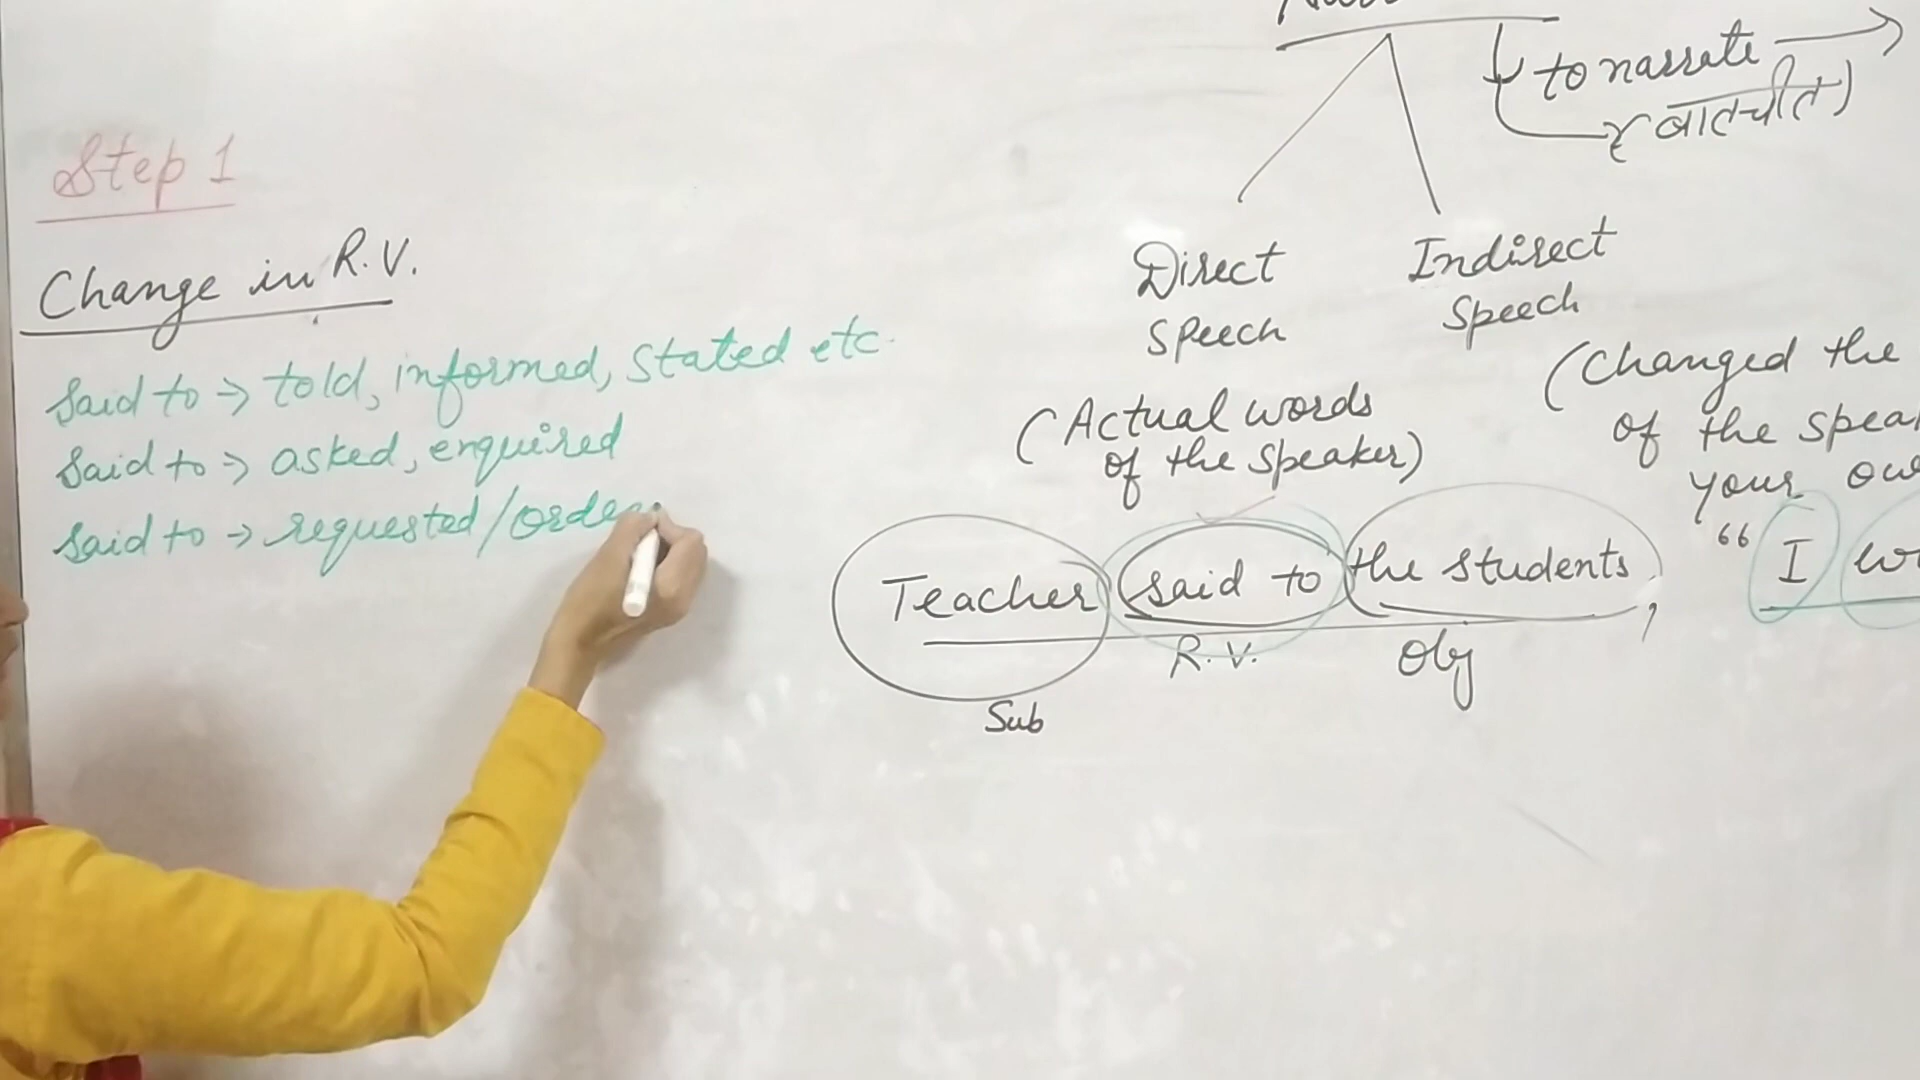 Step 1
Change in R.V.
Said to → told, informed, stated etc.
Said to → asked, enquired
Said to → requested/orde
to narrate →
(बातचीत)
Direct
Speech
Indirect
Speech
(Actual words
of the speaker)
(Changed the
of the spea
your ow
Teacher said to the students,
“ I wo
R.V.
Obj
Sub